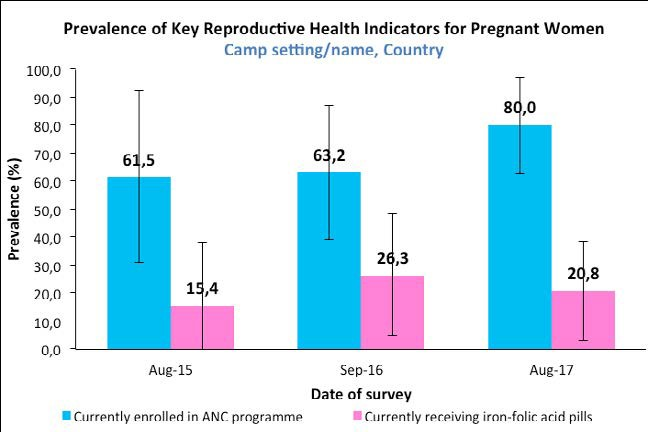 Prevalence of Key Reproductive Health Indicators for Pregnant Women
Camp setting/name, Country
100,0
90,0
80,0
70,0
60,0
50,0
40,0
30,0
20,0
10,0
0,0
Prevalence (%)
61,5
15,4
63,2
26,3
80,0
20,8
Aug-15
Sep-16
Aug-17
Date of survey
Currently enrolled in ANC programme
Currently receiving iron-folic acid pills